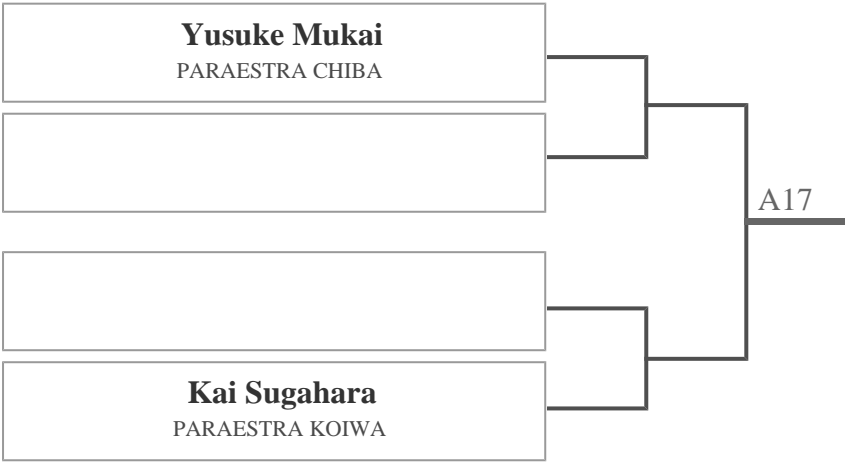 Yusuke Mukai
PARAESTRA CHIBA
A17
Kai Sugahara
PARAESTRA KOIWA